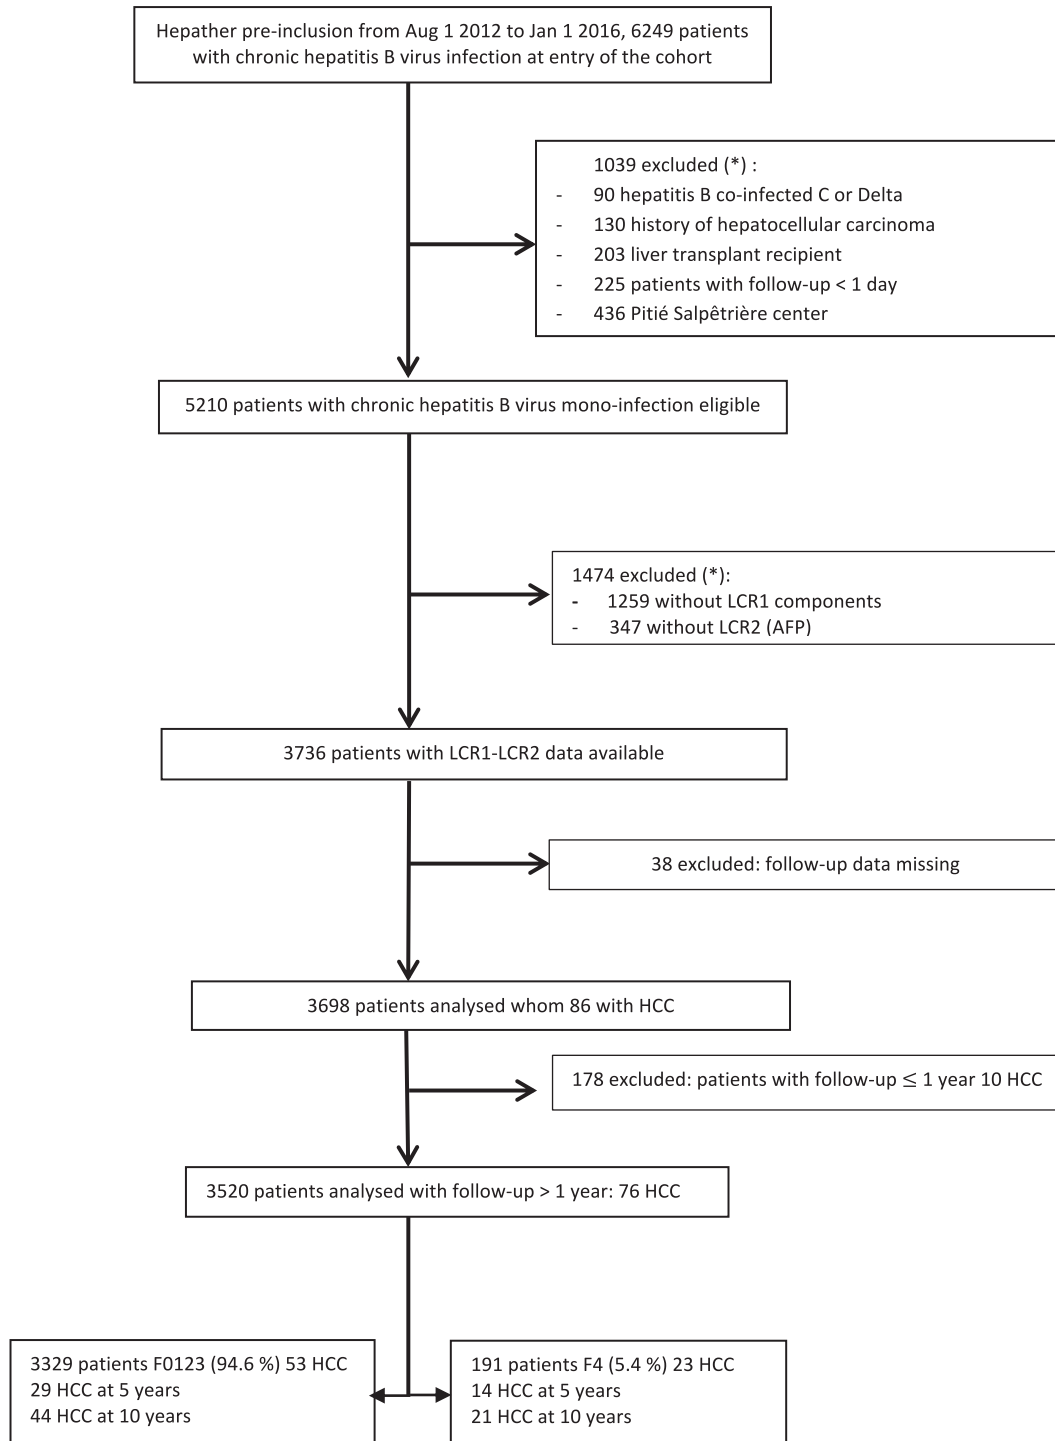 Hepather pre-inclusion from Aug 1 2012 to Jan 1 2016, 6249 patients
with chronic hepatitis B virus infection at entry of the cohort
1039 excluded (*) :
- 90 hepatitis B co-infected C or Delta
- 130 history of hepatocellular carcinoma
- 203 liver transplant recipient
- 225 patients with follow-up < 1 day
- 436 Pitié Salpêtrière center
5210 patients with chronic hepatitis B virus mono-infection eligible
1474 excluded (*):
- 1259 without LCR1 components
- 347 without LCR2 (AFP)
3736 patients with LCR1-LCR2 data available
38 excluded: follow-up data missing
3698 patients analysed whom 86 with HCC
178 excluded: patients with follow-up ≤ 1 year 10 HCC
3520 patients analysed with follow-up > 1 year: 76 HCC
3329 patients F0123 (94.6 %) 53 HCC
29 HCC at 5 years
44 HCC at 10 years
191 patients F4 (5.4 %) 23 HCC
14 HCC at 5 years
21 HCC at 10 years